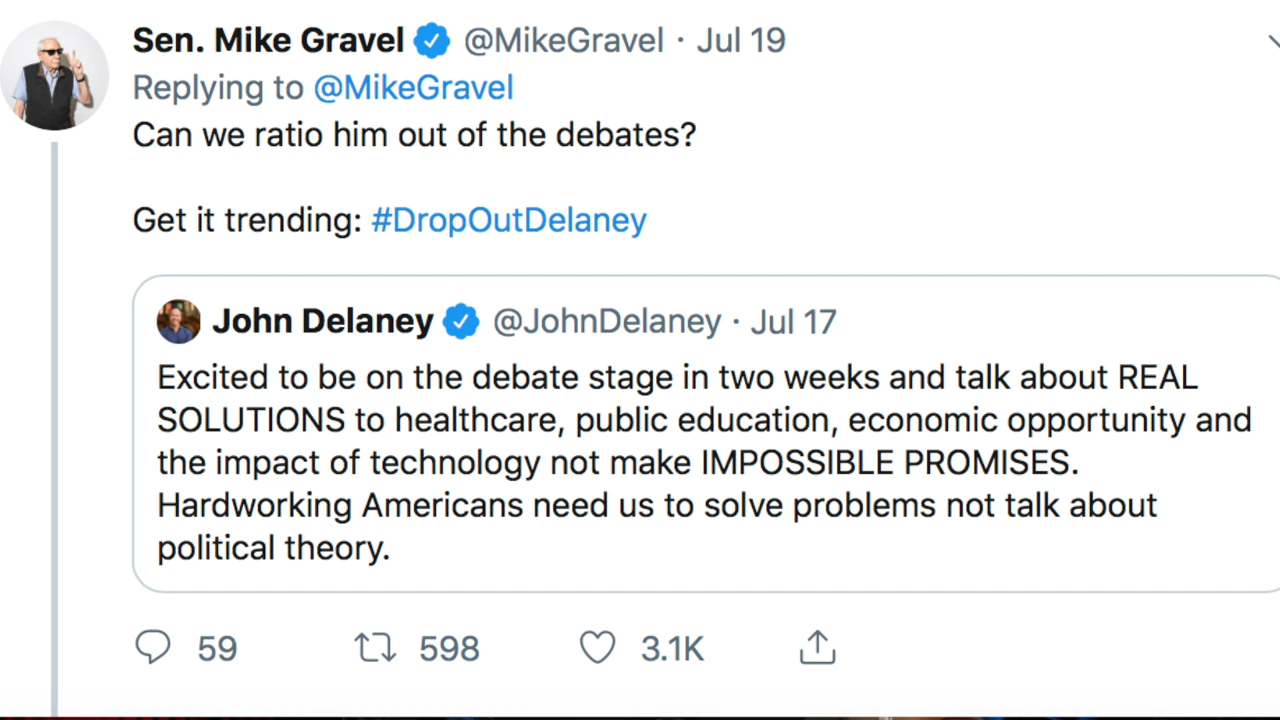 Sen. Mike Gravel @MikeGravel · Jul 19
Replying to @MikeGravel
Can we ratio him out of the debates?
Get it trending: #DropOutDelaney
John Delaney @JohnDelaney · Jul 17
Excited to be on the debate stage in two weeks and talk about REAL
SOLUTIONS to healthcare, public education, economic opportunity and
the impact of technology not make IMPOSSIBLE PROMISES.
Hardworking Americans need us to solve problems not talk about
political theory.
59 598 3.1K